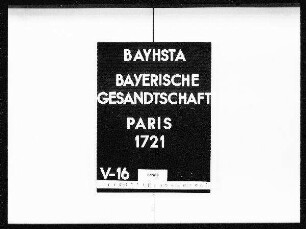 BAYHSTA
BAYERISCHE
GESANDTSCHAFT
PARIS
1721
V-16